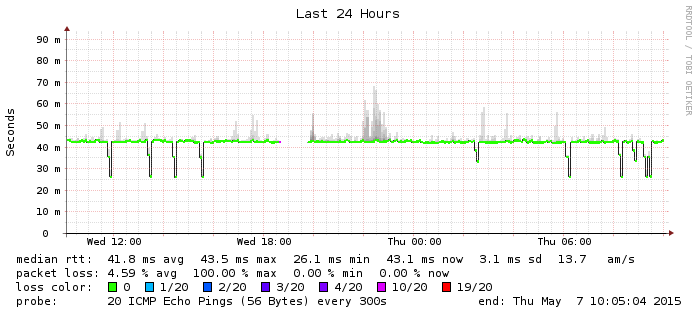 Last 24 Hours
RRDTOOL / TOBI OETIKER
Seconds
90 m
80 m
70 m
60 m
50 m
40 m
30 m
20 m
10 m
0
Wed 12:00 Wed 18:00 Thu 00:00 Thu 06:00
median rtt: 41.8 ms avg 43.5 ms max 26.1 ms min 43.1 ms now 3.1 ms sd 13.7 am/s
packet loss: 4.59 % avg 100.00 % max 0.00 % min 0.00 % now
loss color: 0 1/20 2/20 3/20 4/20 10/20 19/20
probe: 20 ICMP Echo Pings (56 Bytes) every 300s end: Thu May 7 10:05:04 2015